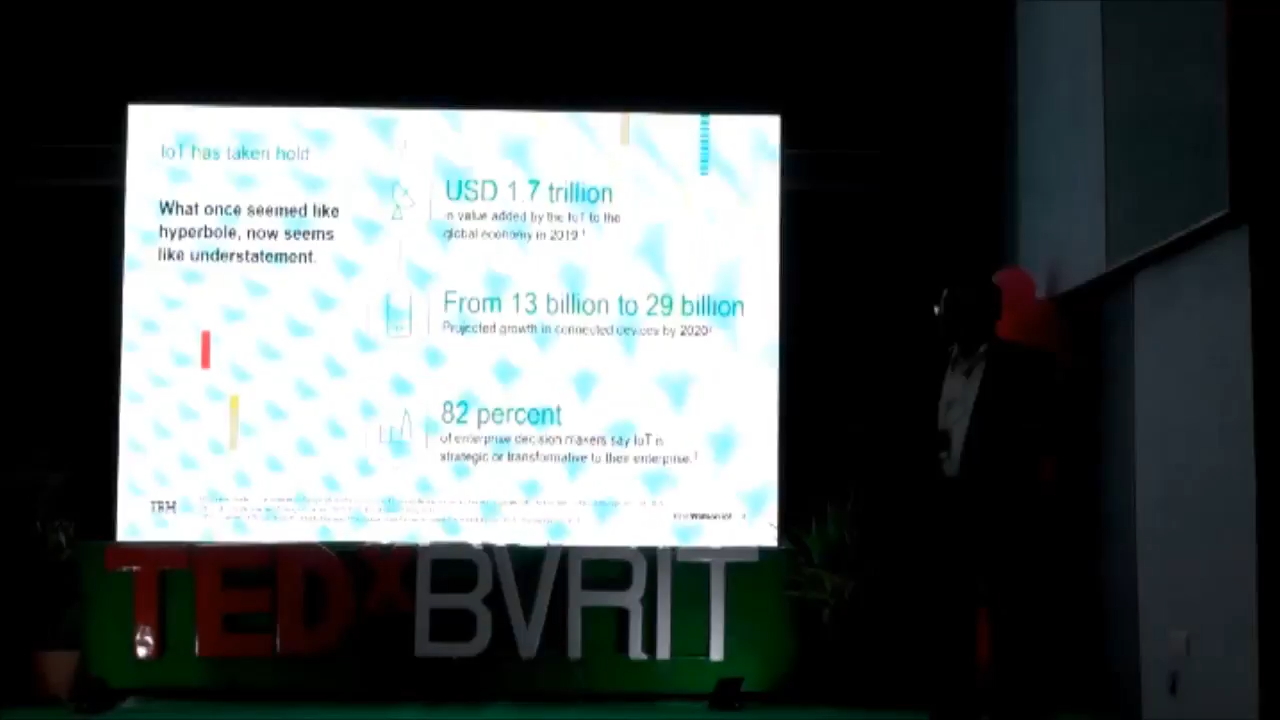 IoT has taken hold
What once seemed like
hyperbole, now seems
like understatement.
USD 1.7 trillion
in value added by the IoT to the
global economy in 2019.¹
From 13 billion to 29 billion
Projected growth in connected devices by 2020²
82 percent
of enterprise decision makers say IoT is
strategic or transformative to their enterprise.³
IBM
TEDxBVRIT